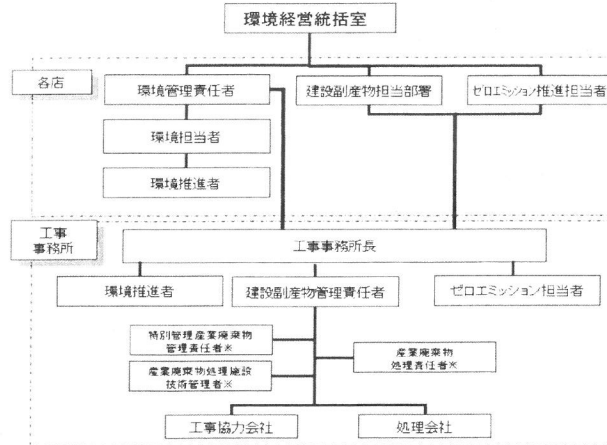 環境経営統括室
各店
環境管理責任者
建設副産物担当部署
ゼロエミッション推進担当者
環境担当者
環境推進者
工事
事務所
工事事務所長
環境推進者
建設副産物管理責任者
ゼロエミッション担当者
特別管理産業廃棄物
管理責任者※
産業廃棄物
処理責任者※
産業廃棄物処理施設
技術管理者※
工事協力会社
処理会社